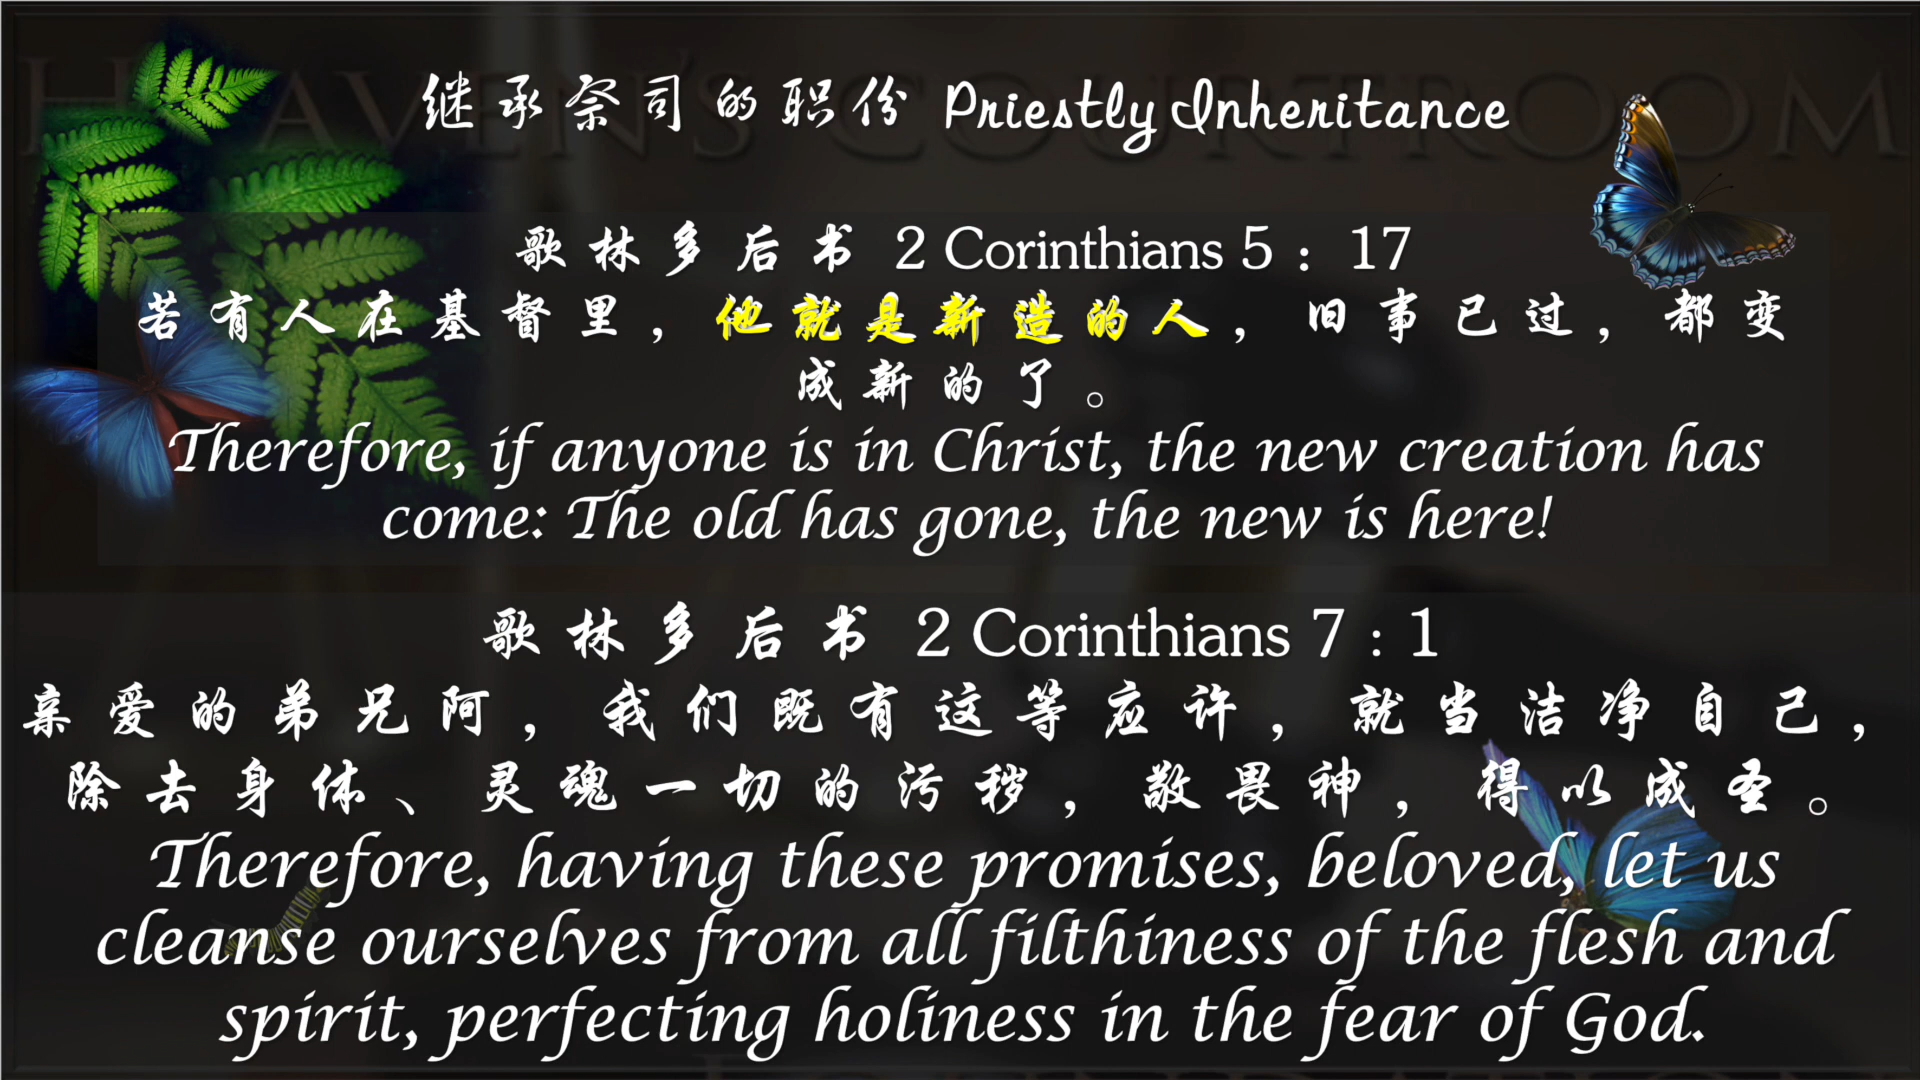 HEAVEN'S COURTROOM
继承祭司的职份 Priestly Inheritance
歌林多后书 2 Corinthians 5 : 17
若有人在基督里，他就是新造的人，旧事已过，都变
成新的了。
Therefore, if anyone is in Christ, the new creation has
come: The old has gone, the new is here!
歌林多后书 2 Corinthians 7 : 1
亲爱的弟兄阿，我们既有这等应许，就当洁净自己，
除去身体、灵魂一切的污秽，敬畏神，得以成圣。
Therefore, having these promises, beloved, let us
cleanse ourselves from all filthiness of the flesh and
spirit, perfecting holiness in the fear of God.